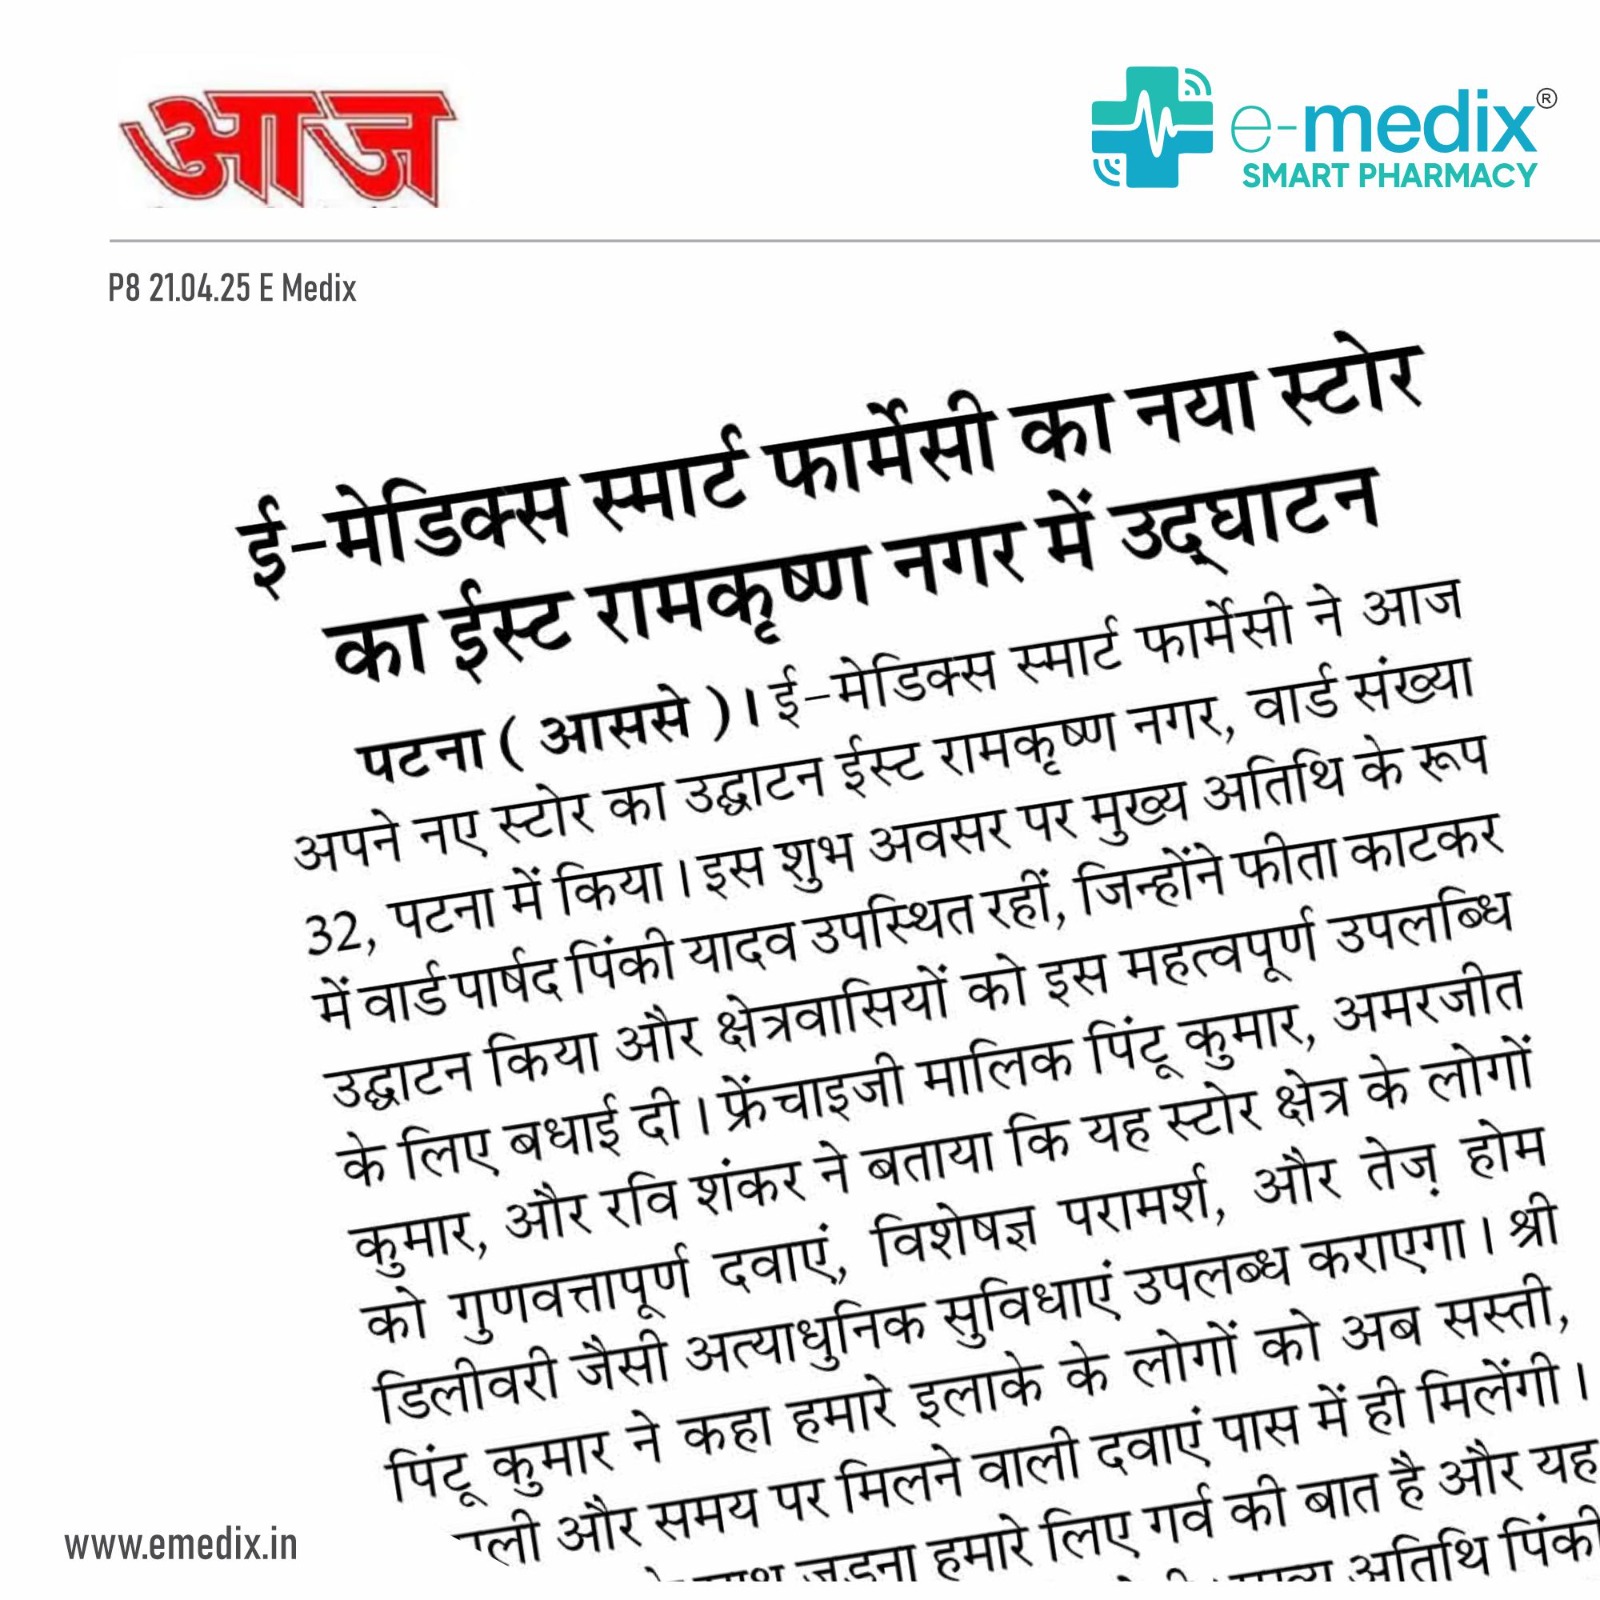 आज
e-medix®
SMART PHARMACY
P8 21.04.25 E Medix
ई-मेडिक्स स्मार्ट फार्मेसी का नया स्टोर
का ईस्ट रामकृष्ण नगर में उद्घाटन
पटना ( आससे )। ई-मेडिक्स स्मार्ट फार्मेसी ने आज
अपने नए स्टोर का उद्घाटन ईस्ट रामकृष्ण नगर, वार्ड संख्या
32, पटना में किया। इस शुभ अवसर पर मुख्य अतिथि के रूप
में वार्ड पार्षद पिंकी यादव उपस्थित रहीं, जिन्होंने फीता काटकर
उद्घाटन किया और क्षेत्रवासियों को इस महत्वपूर्ण उपलब्धि
के लिए बधाई दी। फ्रेंचाइजी मालिक पिंटू कुमार, अमरजीत
कुमार, और रवि शंकर ने बताया कि यह स्टोर क्षेत्र के लोगों
को गुणवत्तापूर्ण दवाएं, विशेषज्ञ परामर्श, और तेज़ होम
डिलीवरी जैसी अत्याधुनिक सुविधाएं उपलब्ध कराएगा। श्री
पिंटू कुमार ने कहा हमारे इलाके के लोगों को अब सस्ती,
और समय पर मिलने वाली दवाएं पास में ही मिलेंगी।
जुड़ना हमारे लिए गर्व की बात है और यह
अतिथि पिंकी
www.emedix.in